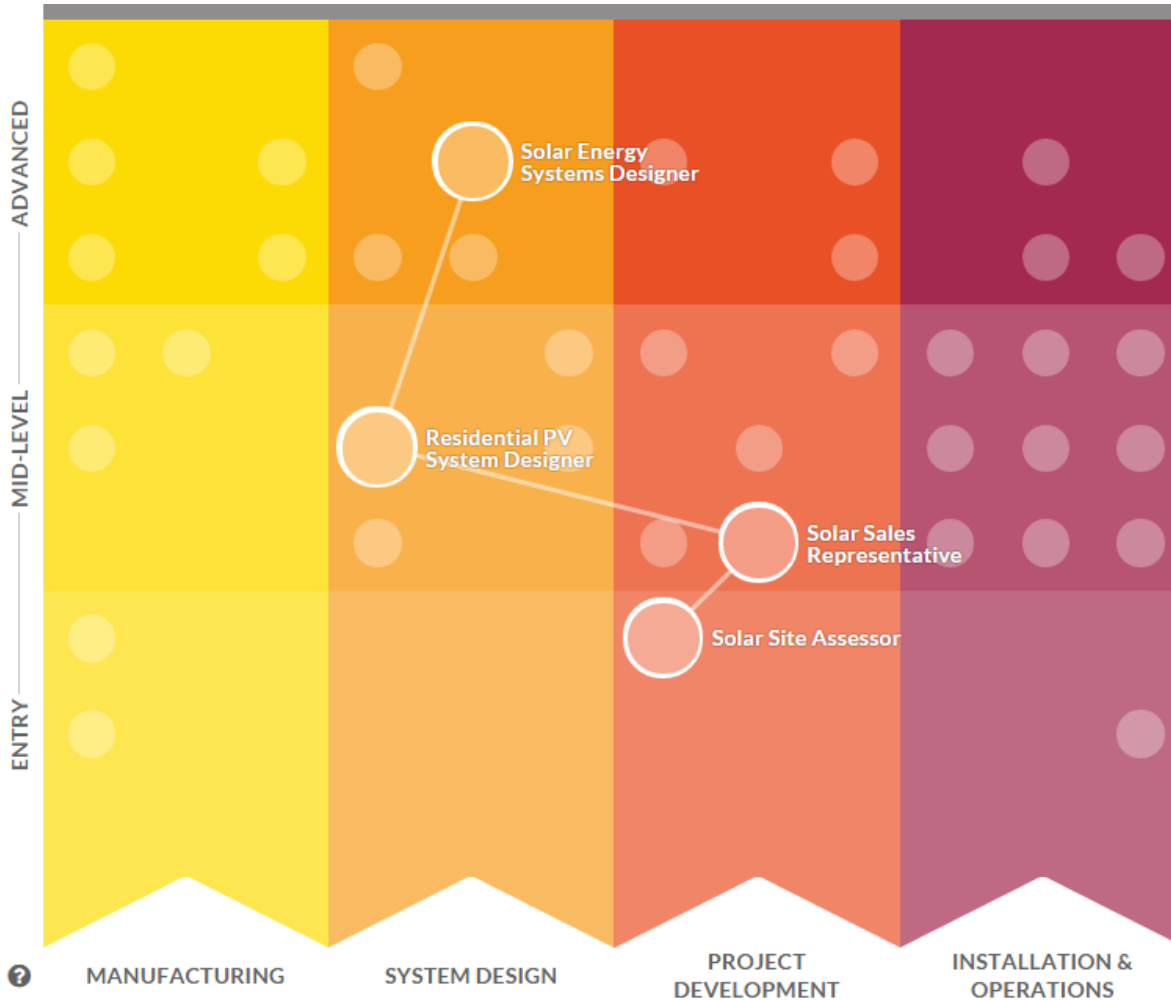 ADVANCED
MID-LEVEL
ENTRY
Solar Energy
Systems Designer
Residential PV
System Designer
Solar Sales
Representative
Solar Site Assessor
?
MANUFACTURING
SYSTEM DESIGN
PROJECT
DEVELOPMENT
INSTALLATION &
OPERATIONS